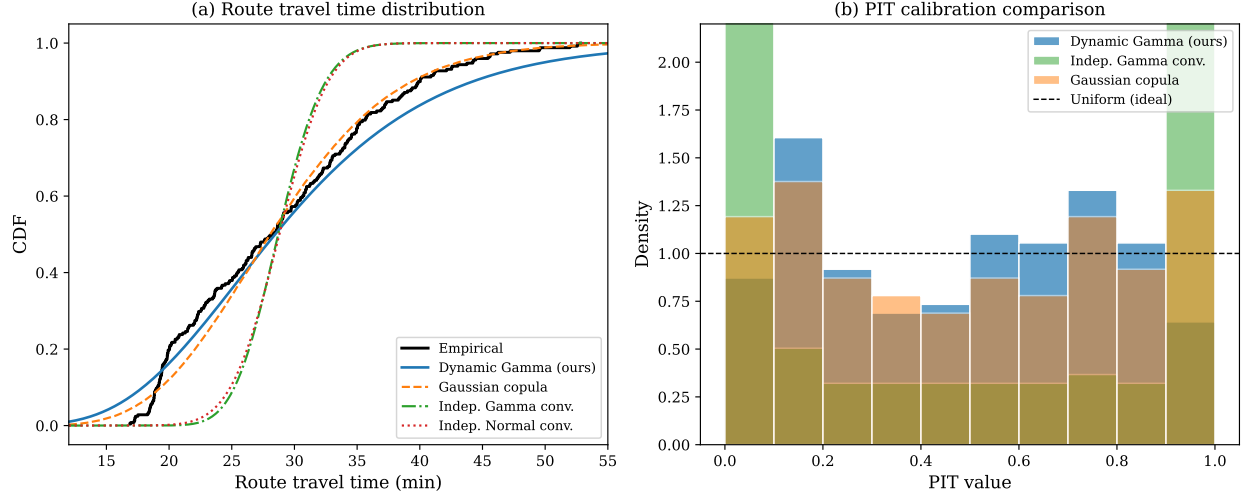 (a) Route travel time distribution
CDF
1.0
0.8
0.6
0.4
0.2
0.0
15 20 25 30 35 40 45 50 55
Route travel time (min)
Empirical
Dynamic Gamma (ours)
Gaussian copula
Indep. Gamma conv.
Indep. Normal conv.
(b) PIT calibration comparison
Density
2.00
1.75
1.50
1.25
1.00
0.75
0.50
0.25
0.00
0.0 0.2 0.4 0.6 0.8 1.0
PIT value
Dynamic Gamma (ours)
Indep. Gamma conv.
Gaussian copula
Uniform (ideal)